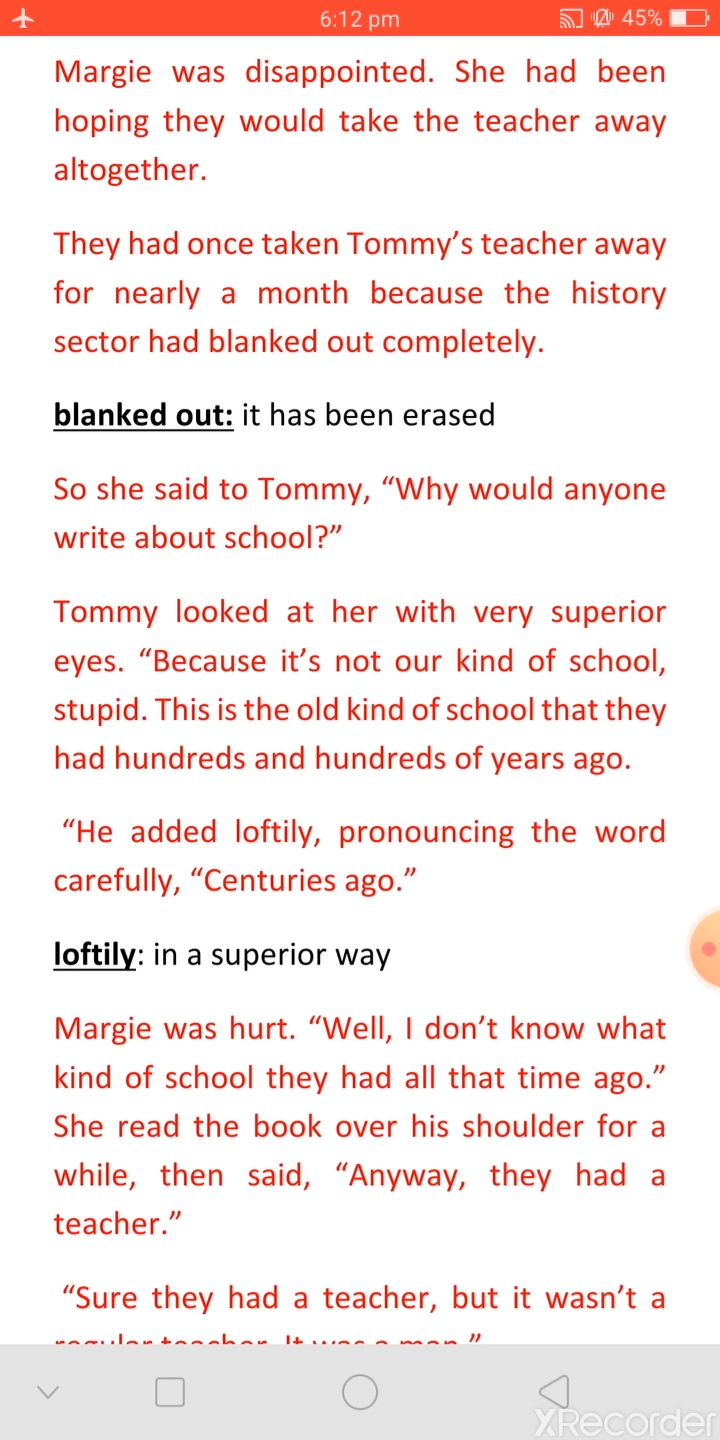 6:12 pm
45%
Margie was disappointed. She had been
hoping they would take the teacher away
altogether.
They had once taken Tommy’s teacher away
for nearly a month because the history
sector had blanked out completely.
blanked out: it has been erased
So she said to Tommy, “Why would anyone
write about school?”
Tommy looked at her with very superior
eyes. “Because it’s not our kind of school,
stupid. This is the old kind of school that they
had hundreds and hundreds of years ago.
“He added loftily, pronouncing the word
carefully, “Centuries ago.”
loftily: in a superior way
Margie was hurt. “Well, I don’t know what
kind of school they had all that time ago.”
She read the book over his shoulder for a
while, then said, “Anyway, they had a
teacher.”
“Sure they had a teacher, but it wasn’t a
regular teacher. It was a man.”
XRecorder